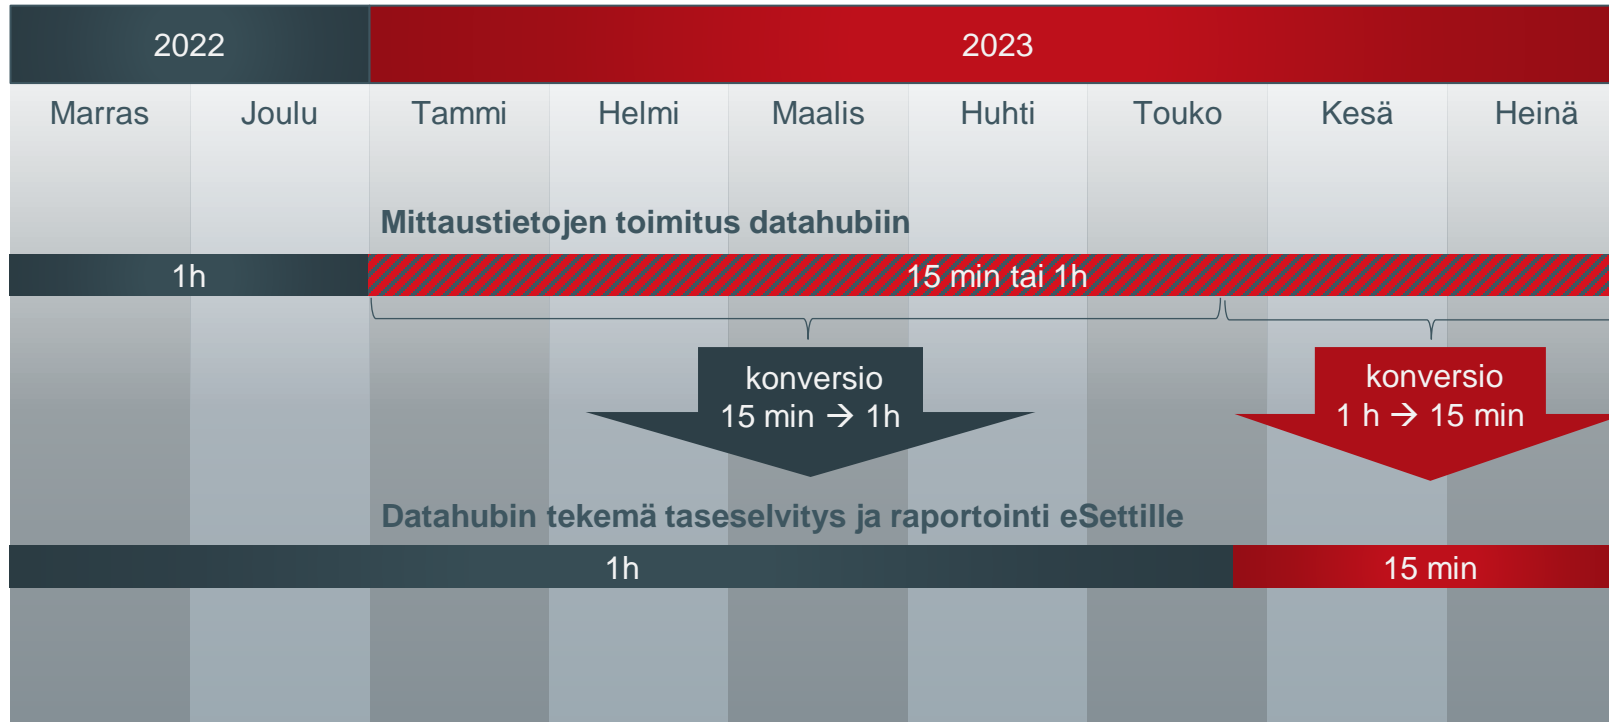 2022 2023
Marras Joulu Tammi Helmi Maalis Huhti Touko Kesä Heinä
Mittaustietojen toimitus datahubiin
1h 15 min tai 1h
konversio
15 min → 1h
konversio
1 h → 15 min
Datahubin tekemä taseselvitys ja raportointi eSettille
1h 15 min